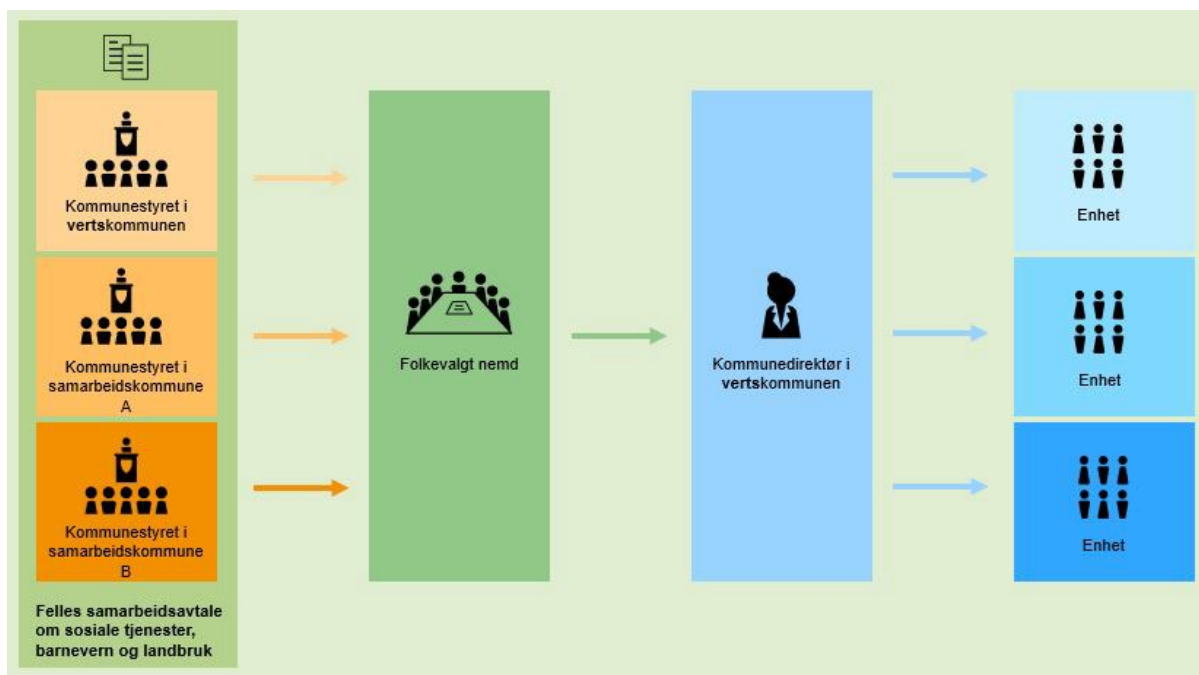 Kommunestyret i
vertskommunen
Kommunestyret i
samarbeidskommune
A
Kommunestyret i
samarbeidskommune
B
Felles samarbeidsavtale
om sosiale tjenester,
barnevern og landbruk
Folkevalgt nemd
Kommunedirektør i
vertskommunen
Enhet
Enhet
Enhet